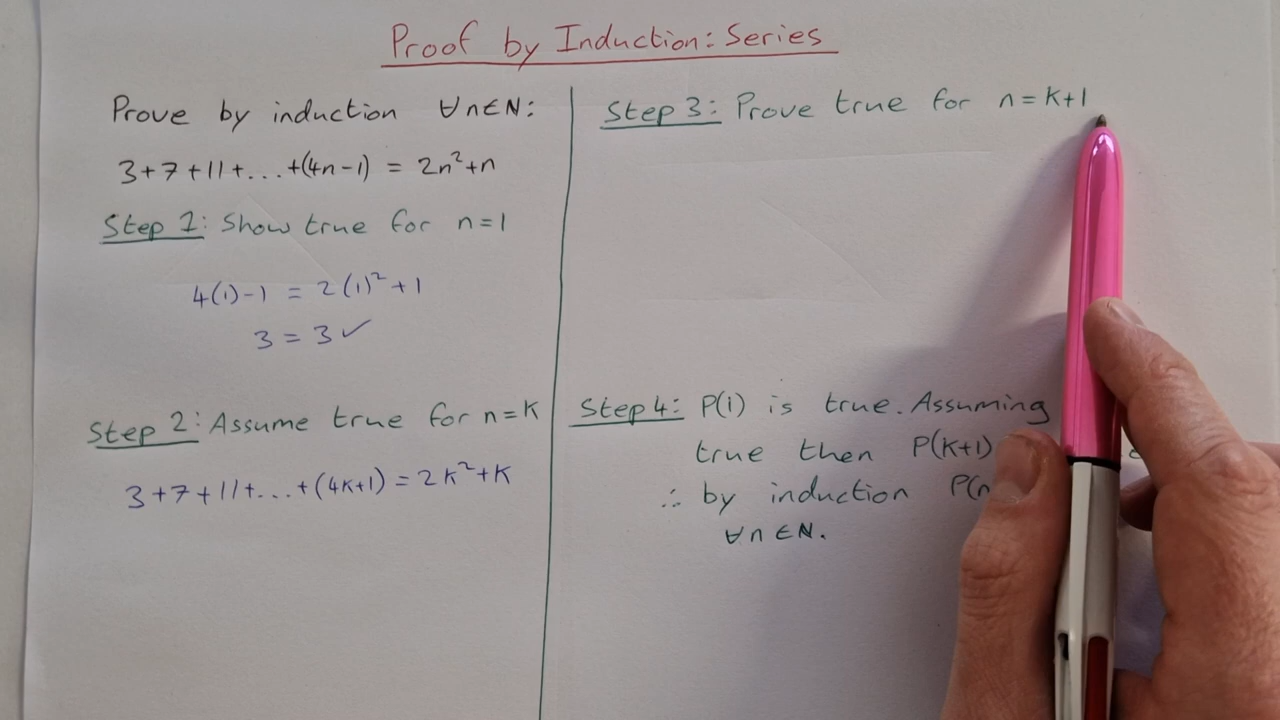 Proof by Induction: Series
Prove by induction ∀n∈N:
3+7+11+...+(4n-1) = 2n²+n
Step 1: Show true for n=1
4(1)-1 = 2(1)²+1
3 = 3 ✓
Step 2: Assume true for n=K
3+7+11+...+(4K+1) = 2K²+K
Step 3: Prove true for n=K+1
Step 4: P(1) is true. Assuming
true then P(K+1)
∴ by induction P(n
∀n∈N.